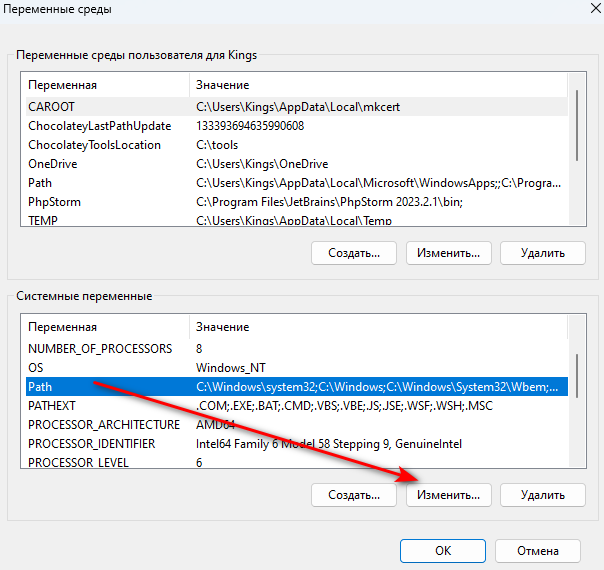 Переменные среды
Переменные среды пользователя для Kings
Переменная Значение
CAROOT C:\Users\Kings\AppData\Local\mkcert
ChocolateyLastPathUpdate 133393694635990608
ChocolateyToolsLocation C:\tools
OneDrive C:\Users\Kings\OneDrive
Path C:\Users\Kings\AppData\Local\Microsoft\WindowsApps;;C:\Progra...
PhpStorm C:\Program Files\JetBrains\PhpStorm 2023.2.1\bin;
TEMP C:\Users\Kings\AppData\Local\Temp
Создать... Изменить... Удалить
Системные переменные
Переменная Значение
NUMBER_OF_PROCESSORS 8
OS Windows_NT
Path C:\Windows\system32;C:\Windows;C:\Windows\System32\Wbem;...
PATHEXT .COM;.EXE;.BAT;.CMD;.VBS;.VBE;.JS;.JSE;.WSF;.WSH;.MSC
PROCESSOR_ARCHITECTURE AMD64
PROCESSOR_IDENTIFIER Intel64 Family 6 Model 58 Stepping 9, GenuineIntel
PROCESSOR_LEVEL 6
Создать... Изменить... Удалить
ОК Отмена